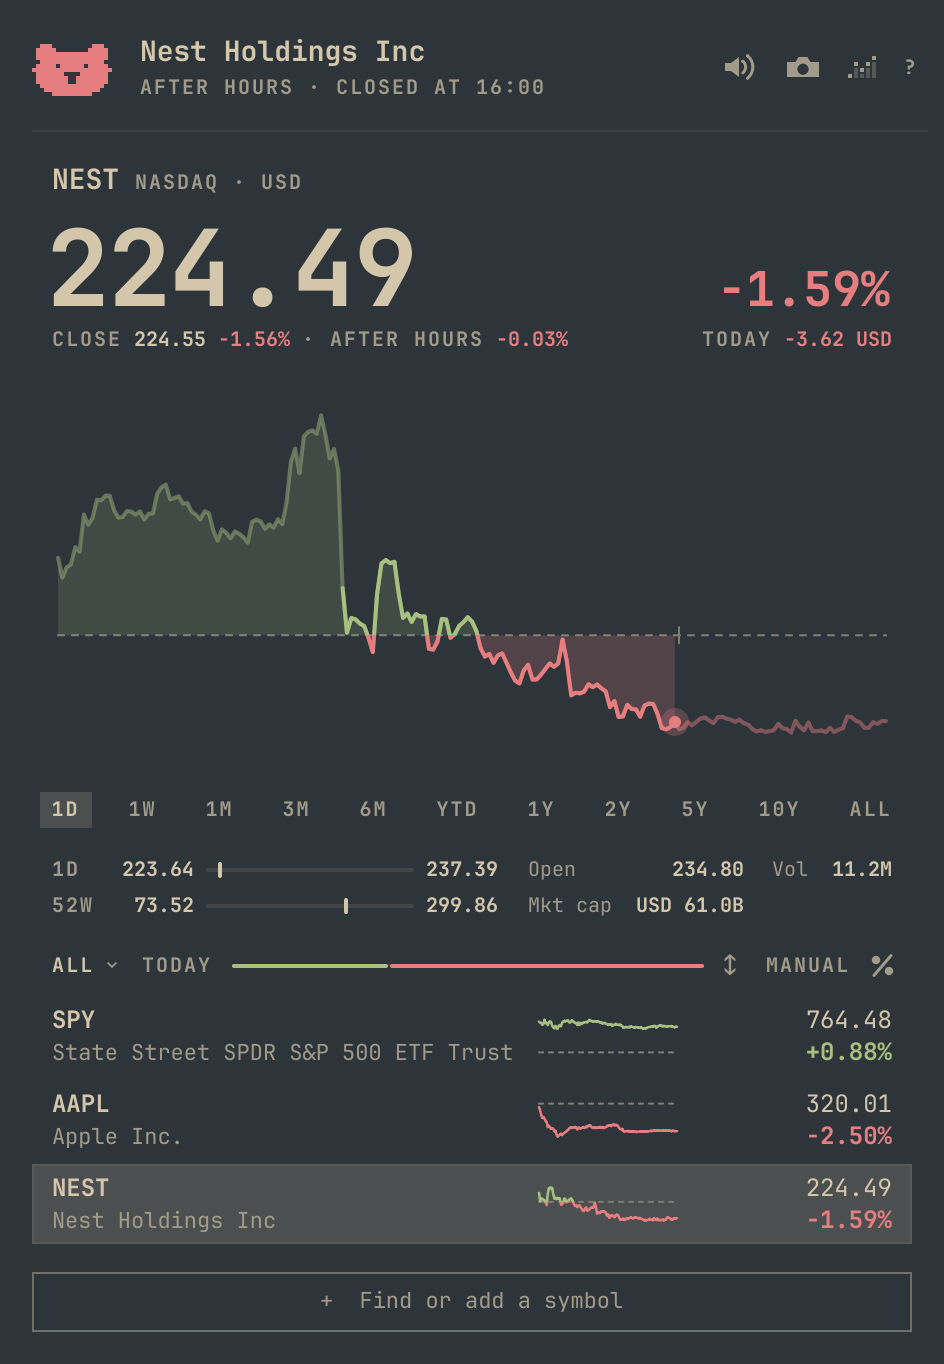 Nest Holdings Inc
AFTER HOURS · CLOSED AT 16:00
?
NEST NASDAQ · USD
224.49
-1.59%
CLOSE 224.55 -1.56% · AFTER HOURS -0.03%
TODAY -3.62 USD
1D 1W 1M 3M 6M YTD 1Y 2Y 5Y 10Y ALL
1D 223.64 237.39 Open 234.80 Vol 11.2M
52W 73.52 299.86 Mkt cap USD 61.0B
ALL TODAY MANUAL %
SPY 764.48
State Street SPDR S&P 500 ETF Trust +0.88%
AAPL 320.01
Apple Inc. -2.50%
NEST 224.49
Nest Holdings Inc -1.59%
+ Find or add a symbol